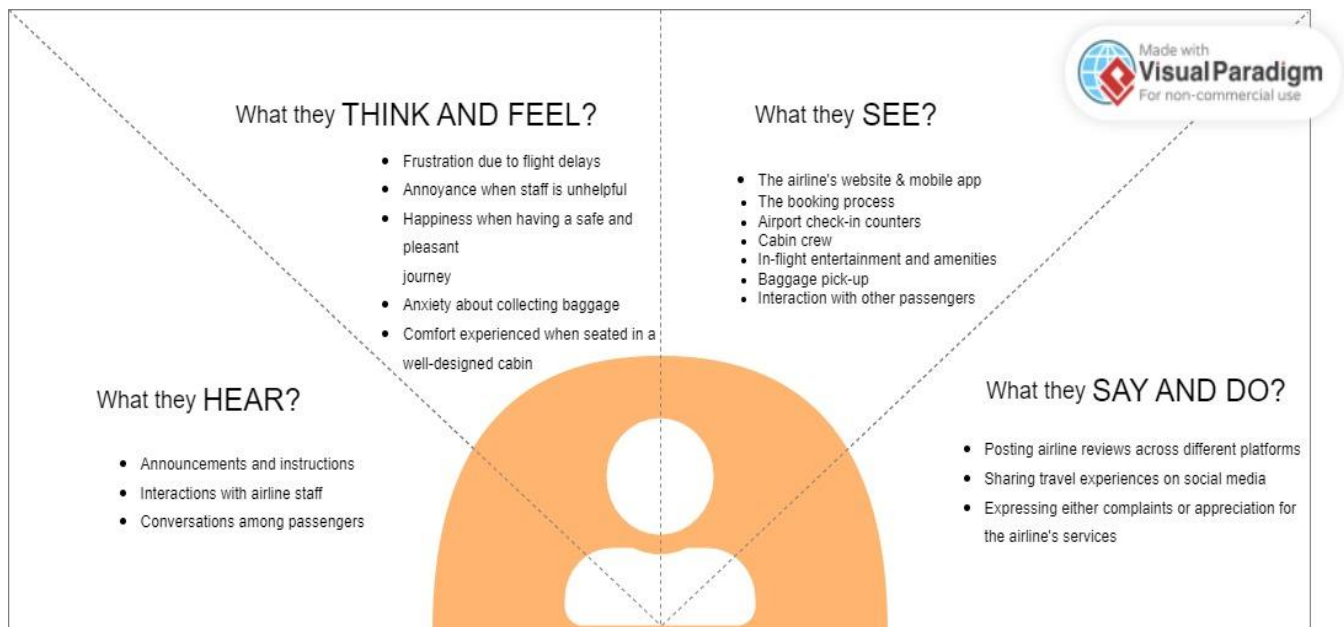 Made with
Visual Paradigm
For non-commercial use
What they THINK AND FEEL?
• Frustration due to flight delays
• Annoyance when staff is unhelpful
• Happiness when having a safe and
pleasant
journey
• Anxiety about collecting baggage
• Comfort experienced when seated in a
well-designed cabin
What they SEE?
• The airline's website & mobile app
• The booking process
• Airport check-in counters
• Cabin crew
• In-flight entertainment and amenities
• Baggage pick-up
• Interaction with other passengers
What they HEAR?
• Announcements and instructions
• Interactions with airline staff
• Conversations among passengers
What they SAY AND DO?
• Posting airline reviews across different platforms
• Sharing travel experiences on social media
• Expressing either complaints or appreciation for
the airline's services